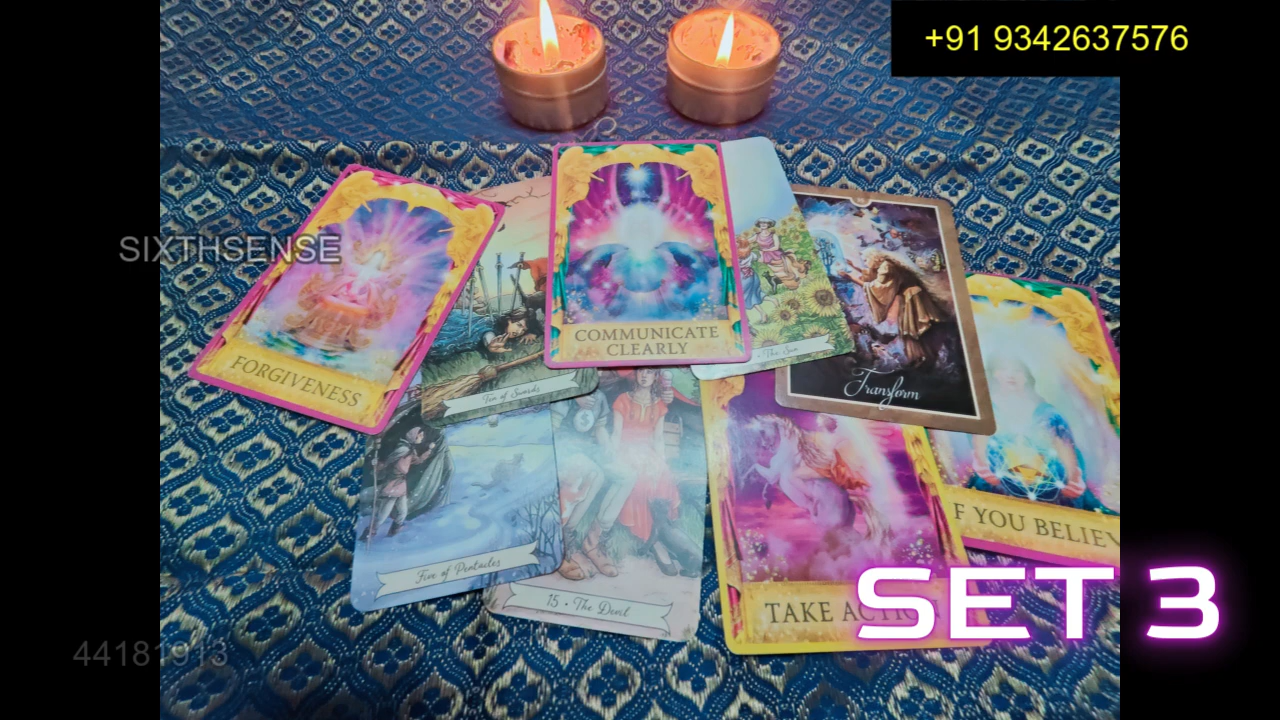 +91 9342637576
SIXTHSENSE
COMMUNICATE
CLEARLY
FORGIVENESS
Ten of Swords
The Sun
Transform
F YOU BELIEV
Five of Pentacles
15 • The Devil
TAKE ACTIO
SET 3
44181913